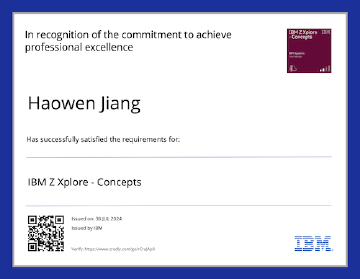 In recognition of the commitment to achieve
professional excellence
IBM Z Xplore
- Concepts
IBM
Haowen Jiang
Has successfully satisfied the requirements for:
IBM Z Xplore - Concepts
Issued on: 30 JUL 2024
Issued by IBM
Verify: https://www.credly.com/go/
IBM